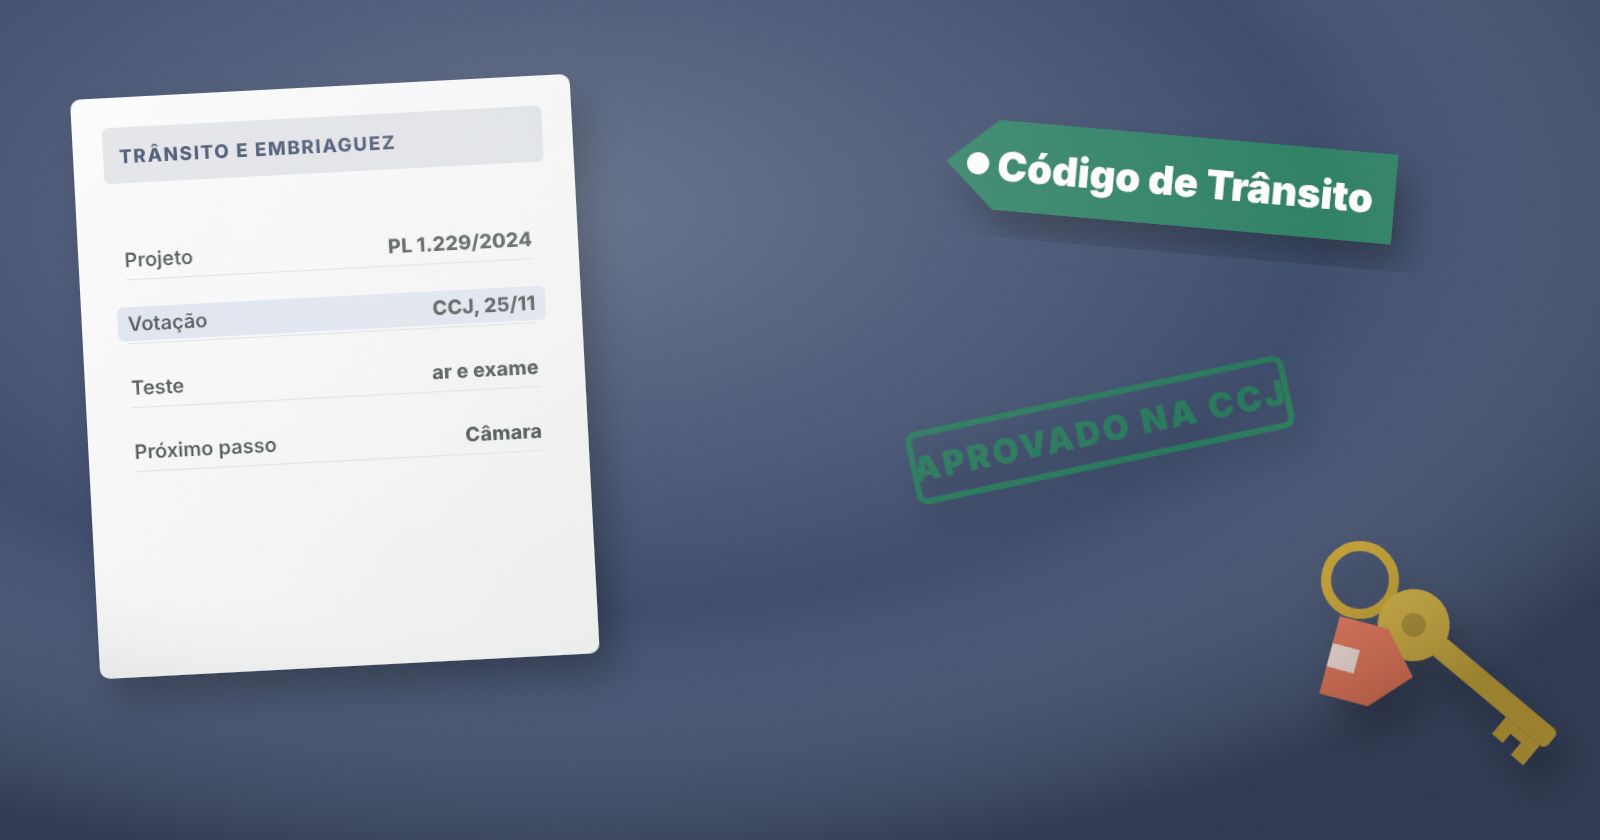 TRÂNSITO E EMBRIAGUEZ
Projeto PL 1.229/2024
Votação CCJ, 25/11
Teste ar e exame
Próximo passo Câmara
Código de Trânsito
APROVADO NA CCJ